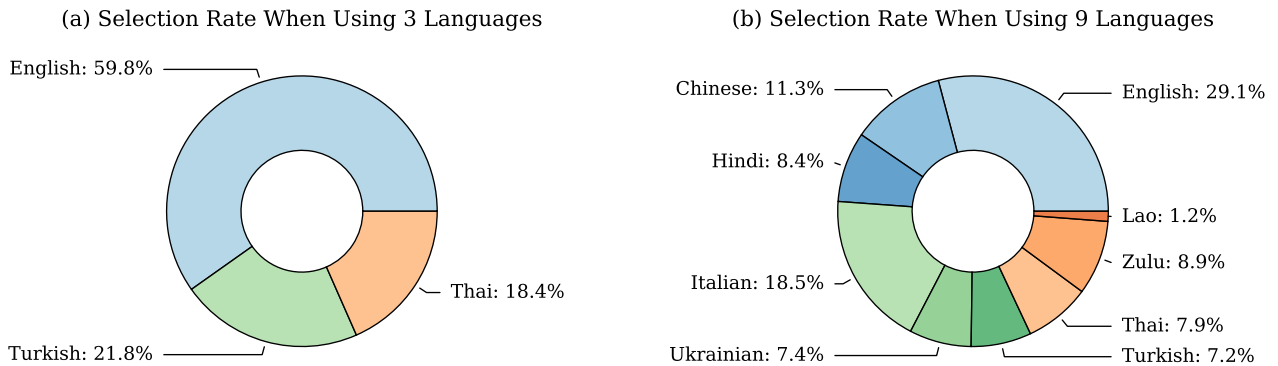 (a) Selection Rate When Using 3 Languages
English: 59.8%
Thai: 18.4%
Turkish: 21.8%
(b) Selection Rate When Using 9 Languages
Chinese: 11.3%
English: 29.1%
Hindi: 8.4%
Lao: 1.2%
Zulu: 8.9%
Italian: 18.5%
Thai: 7.9%
Ukrainian: 7.4%
Turkish: 7.2%